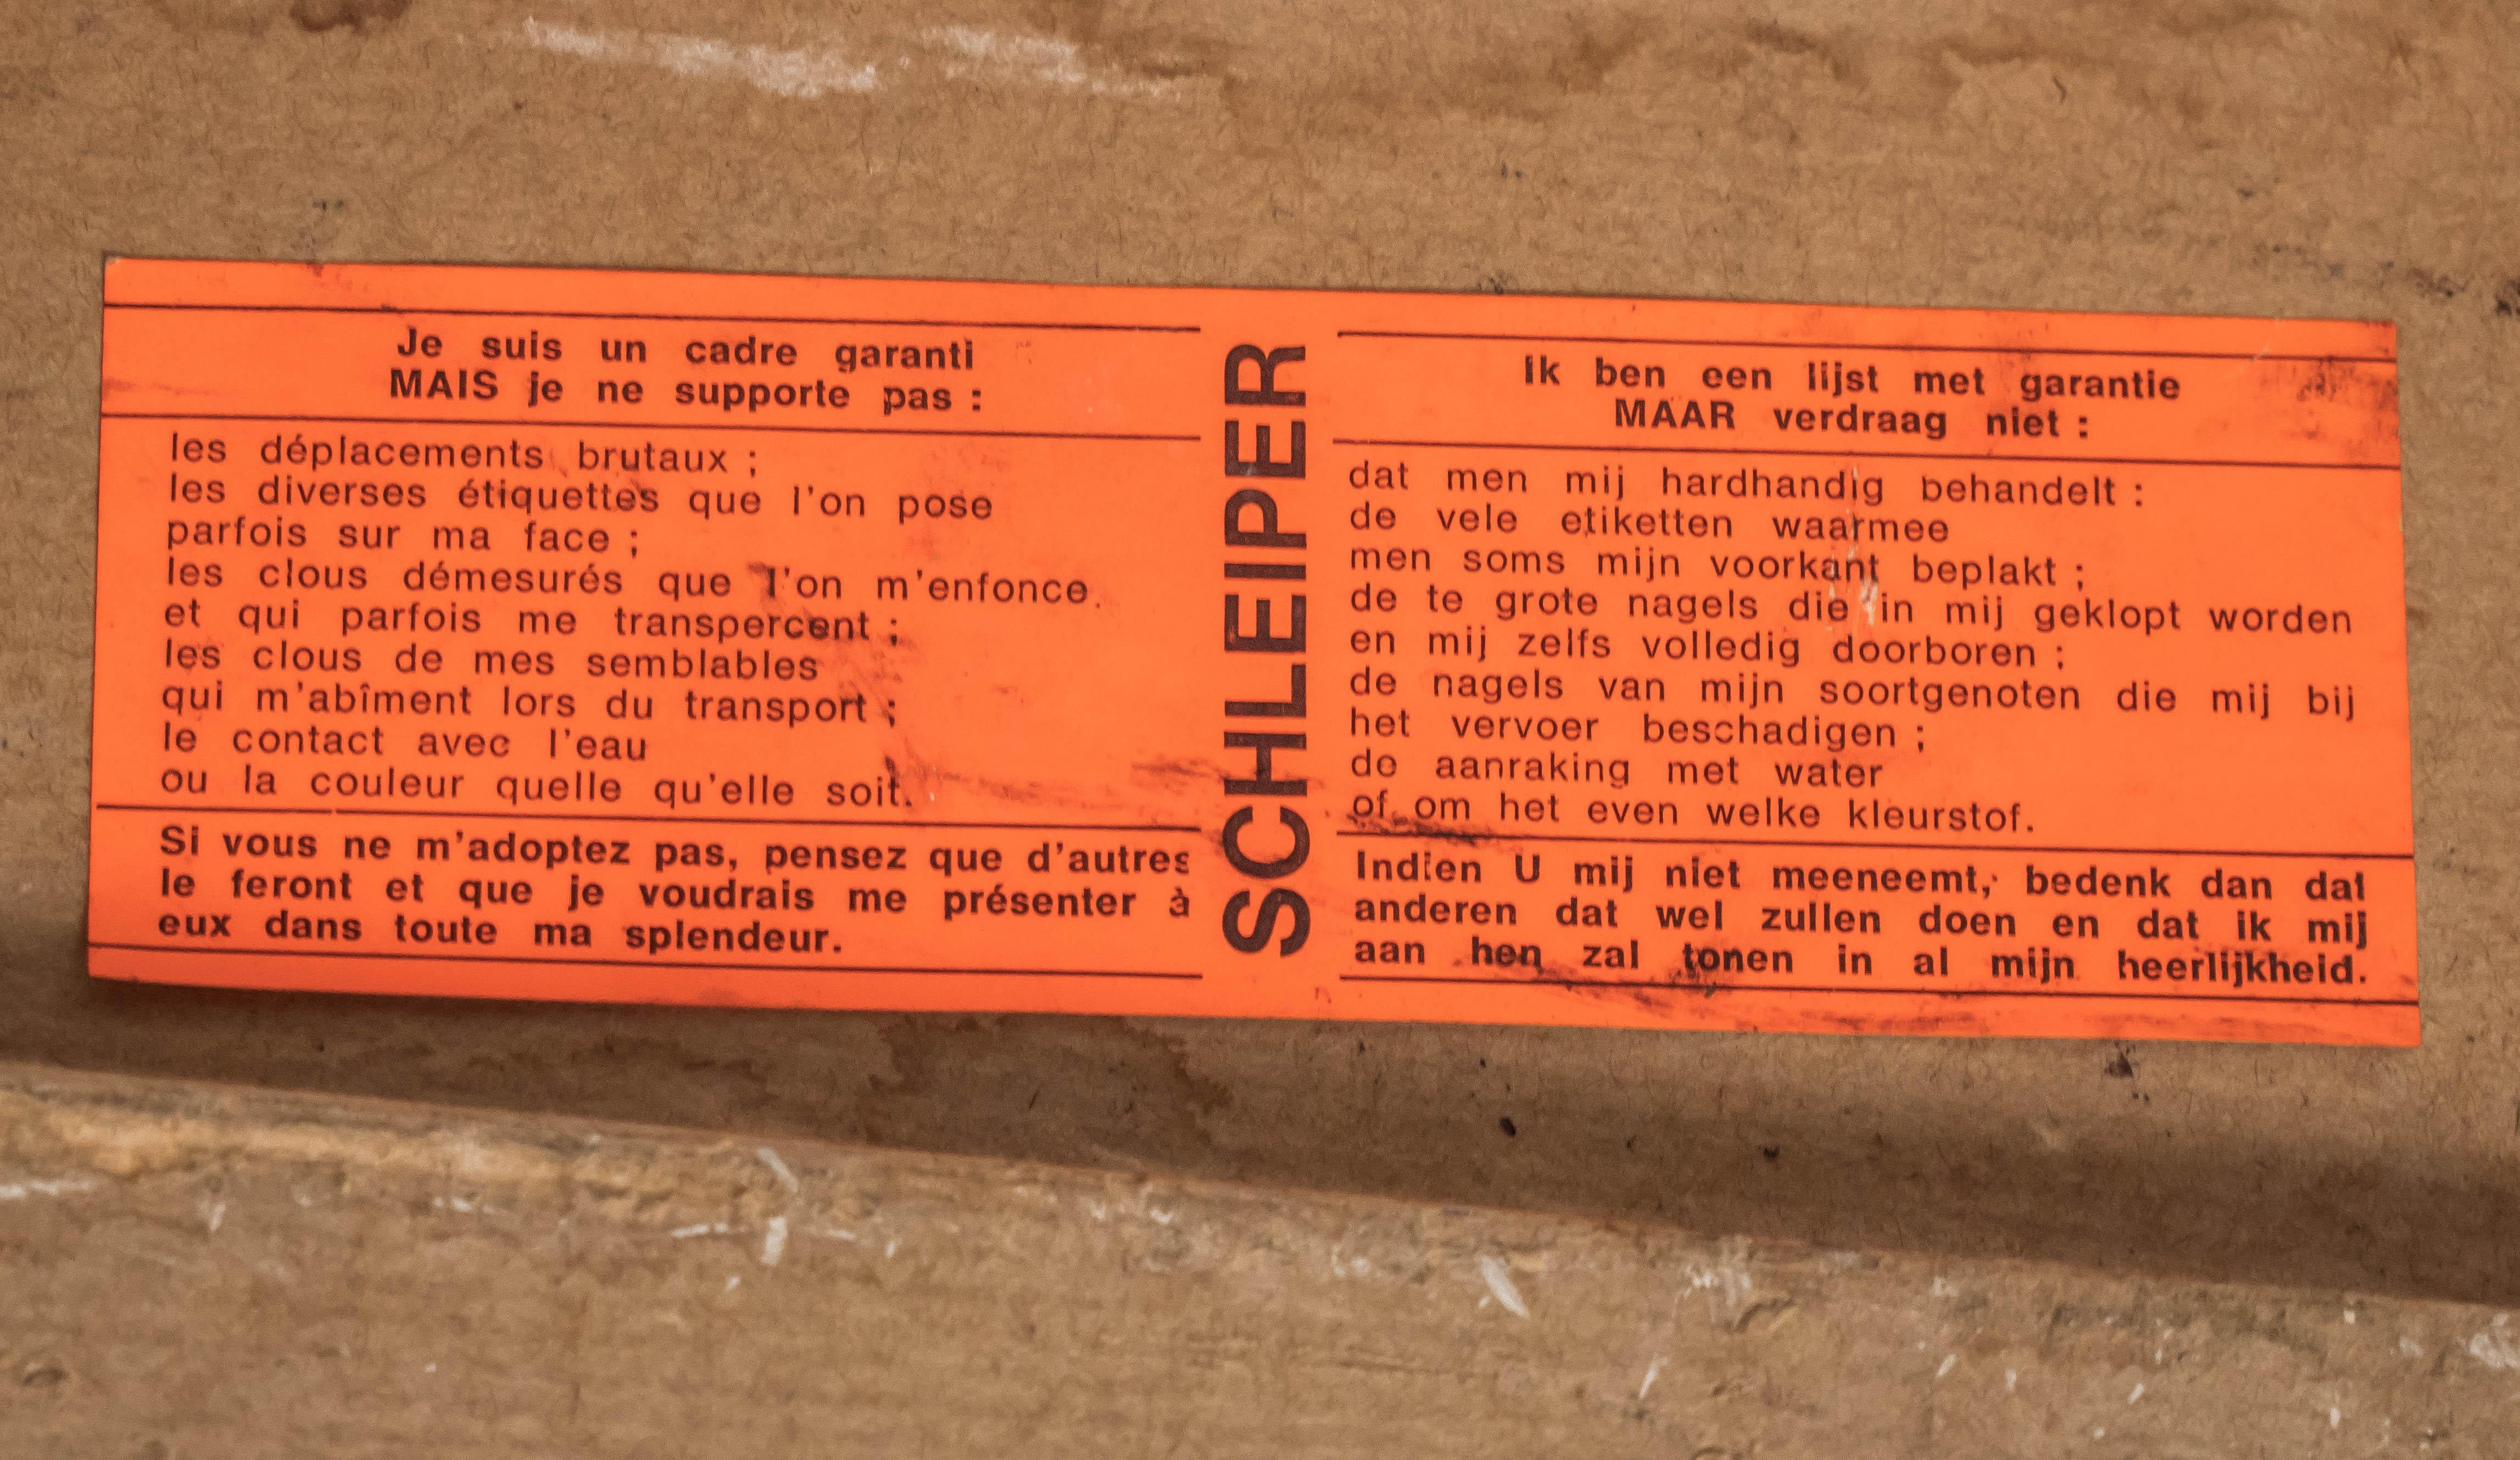 Je suis un cadre garanti
MAIS je ne supporte pas :
les déplacements brutaux ;
les diverses étiquettes que l'on pose
parfois sur ma face ;
les clous démesurés que l'on m'enfonce
et qui parfois me transpercent ;
les clous de mes semblables
qui m'abîment lors du transport ;
le contact avec l'eau
ou la couleur quelle qu'elle soit.
Si vous ne m'adoptez pas, pensez que d'autres
le feront et que je voudrais me présenter à
eux dans toute ma splendeur.
SCHLEIPER
Ik ben een lijst met garantie
MAAR verdraag niet :
dat men mij hardhandig behandelt :
de vele etiketten waarmee
men soms mijn voorkant beplakt ;
de te grote nagels die in mij geklopt worden
en mij zelfs volledig doorboren ;
de nagels van mijn soortgenoten die mij bij
het vervoer beschadigen ;
de aanraking met water
of om het even welke kleurstof.
Indien U mij niet meeneemt, bedenk dan dat
anderen dat wel zullen doen en dat ik mij
aan hen zal tonen in al mijn heerlijkheid.